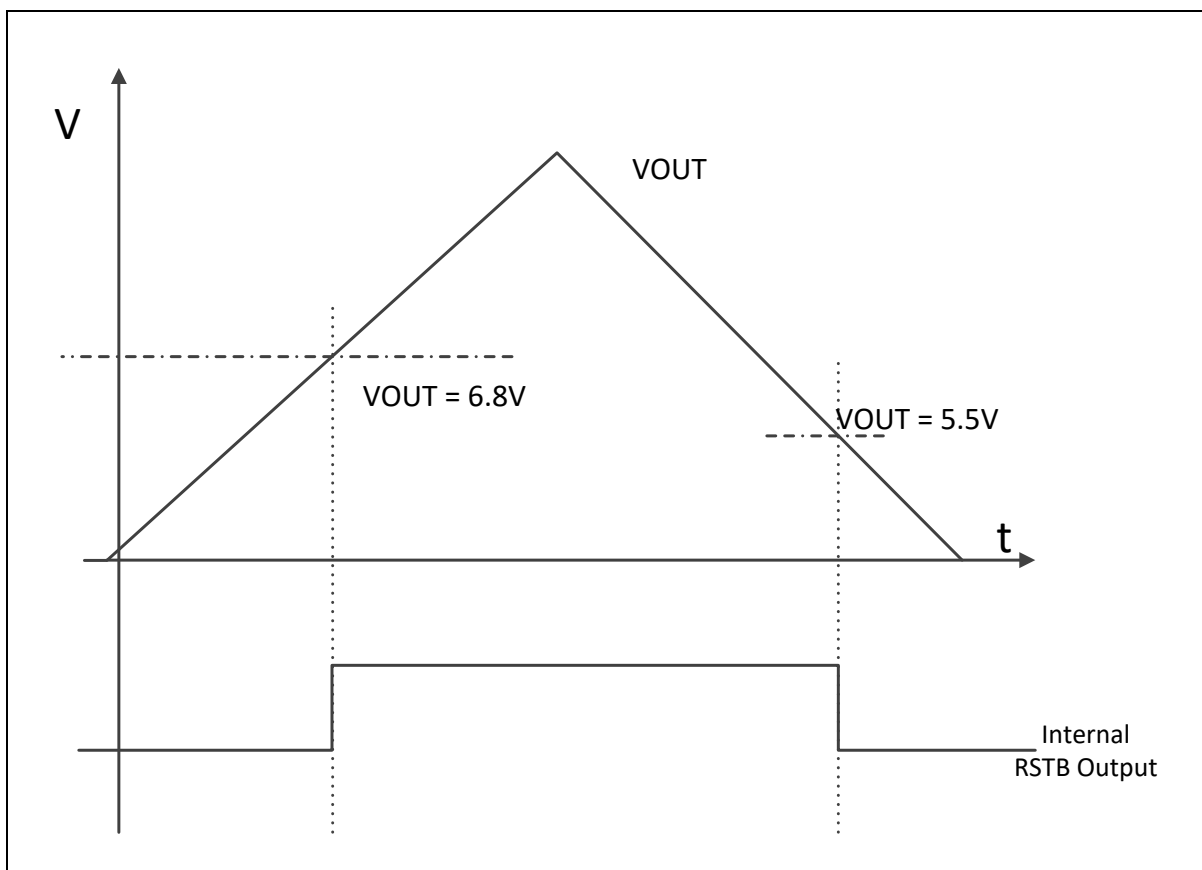 V
VOUT
VOUT = 6.8V
VOUT = 5.5V
t
Internal
RSTB Output